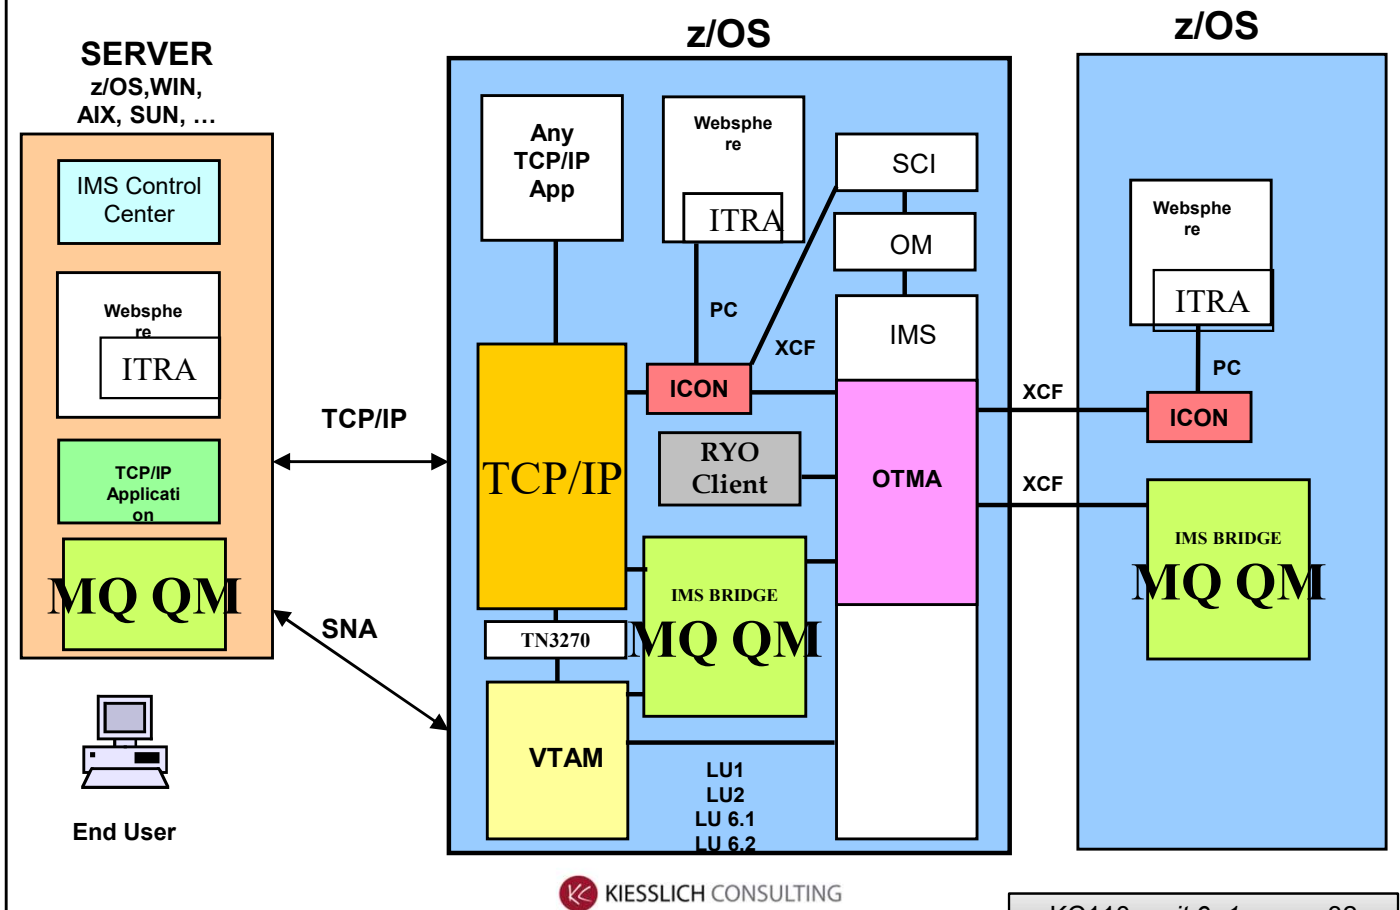 SERVER
z/OS,WIN,
AIX, SUN, ...
IMS Control
Center
Websphe
re
ITRA
TCP/IP
Applicati
on
MQ QM
End User
TCP/IP
SNA
z/OS
Any
TCP/IP
App
Websphe
re
ITRA
SCI
OM
IMS
PC
XCF
ICON
TCP/IP
RYO
Client
OTMA
IMS BRIDGE
MQ QM
TN3270
VTAM
LU1
LU2
LU 6.1
LU 6.2
XCF
XCF
z/OS
Websphe
re
ITRA
PC
ICON
IMS BRIDGE
MQ QM
KC KIESSLICH CONSULTING